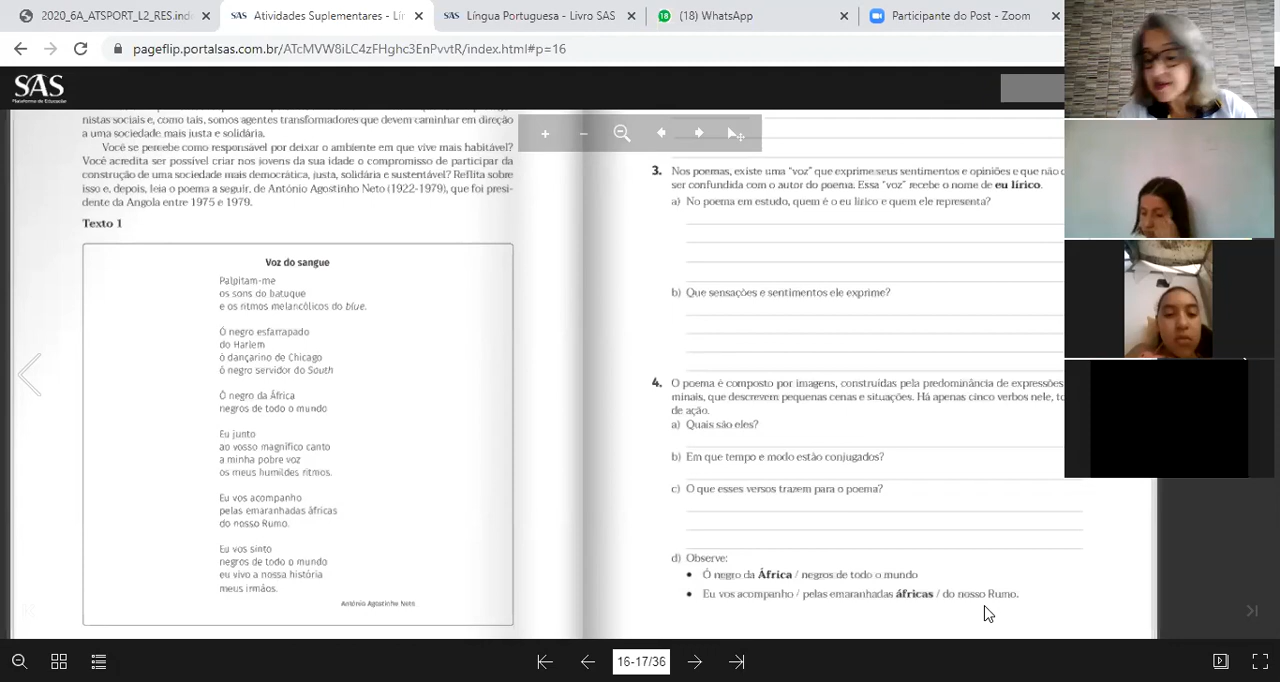 2020_6A_ATSPORT_L2_RES.inde
Atividades Suplementares - Lí
Língua Portuguesa - Livro SAS
(18) WhatsApp
Participante do Post - Zoom
pageflip.portalsas.com.br/ATcMVW8iLC4zFHghc3EnPvvtR/index.html#p=16
SAS
Plataforma de Educação
nistas sociais e, como tais, somos agentes transformadores que devem caminhar em direção
a uma sociedade mais justa e solidária.
Você se percebe como responsável por deixar o ambiente em que vive mais habitável?
Você acredita ser possível criar nos jovens da sua idade o compromisso de participar da
construção de uma sociedade mais democrática, justa, solidária e sustentável? Reflita sobre
isso e, depois, leia o poema a seguir, de António Agostinho Neto (1922-1979), que foi presi-
dente da Angola entre 1975 e 1979.
Texto 1
Voz do sangue
Palpitam-me
os sons do batuque
e os ritmos melancólicos do blue.
Ó negro esfarrapado
do Harlem
ó dançarino de Chicago
ó negro servidor do South
Ó negro da África
negros de todo o mundo
Eu junto
ao vosso magnífico canto
a minha pobre voz
os meus humildes ritmos.
Eu vos acompanho
pelas emaranhadas áfricas
do nosso Rumo.
Eu vos sinto
negros de todo o mundo
eu vivo a nossa história
meus irmãos.
António Agostinho Neto
3. Nos poemas, existe uma "voz" que exprime seus sentimentos e opiniões e que não
ser confundida com o autor do poema. Essa "voz" recebe o nome de eu lírico.
a) No poema em estudo, quem é o eu lírico e quem ele representa?
b) Que sensações e sentimentos ele exprime?
4. O poema é composto por imagens, construídas pela predominância de expressões
minais, que descrevem pequenas cenas e situações. Há apenas cinco verbos nele,
de ação.
a) Quais são eles?
b) Em que tempo e modo estão conjugados?
c) O que esses versos trazem para o poema?
d) Observe:
• Ó negro da África / negros de todo o mundo
• Eu vos acompanho / pelas emaranhadas áfricas / do nosso Rumo.
16-17/36